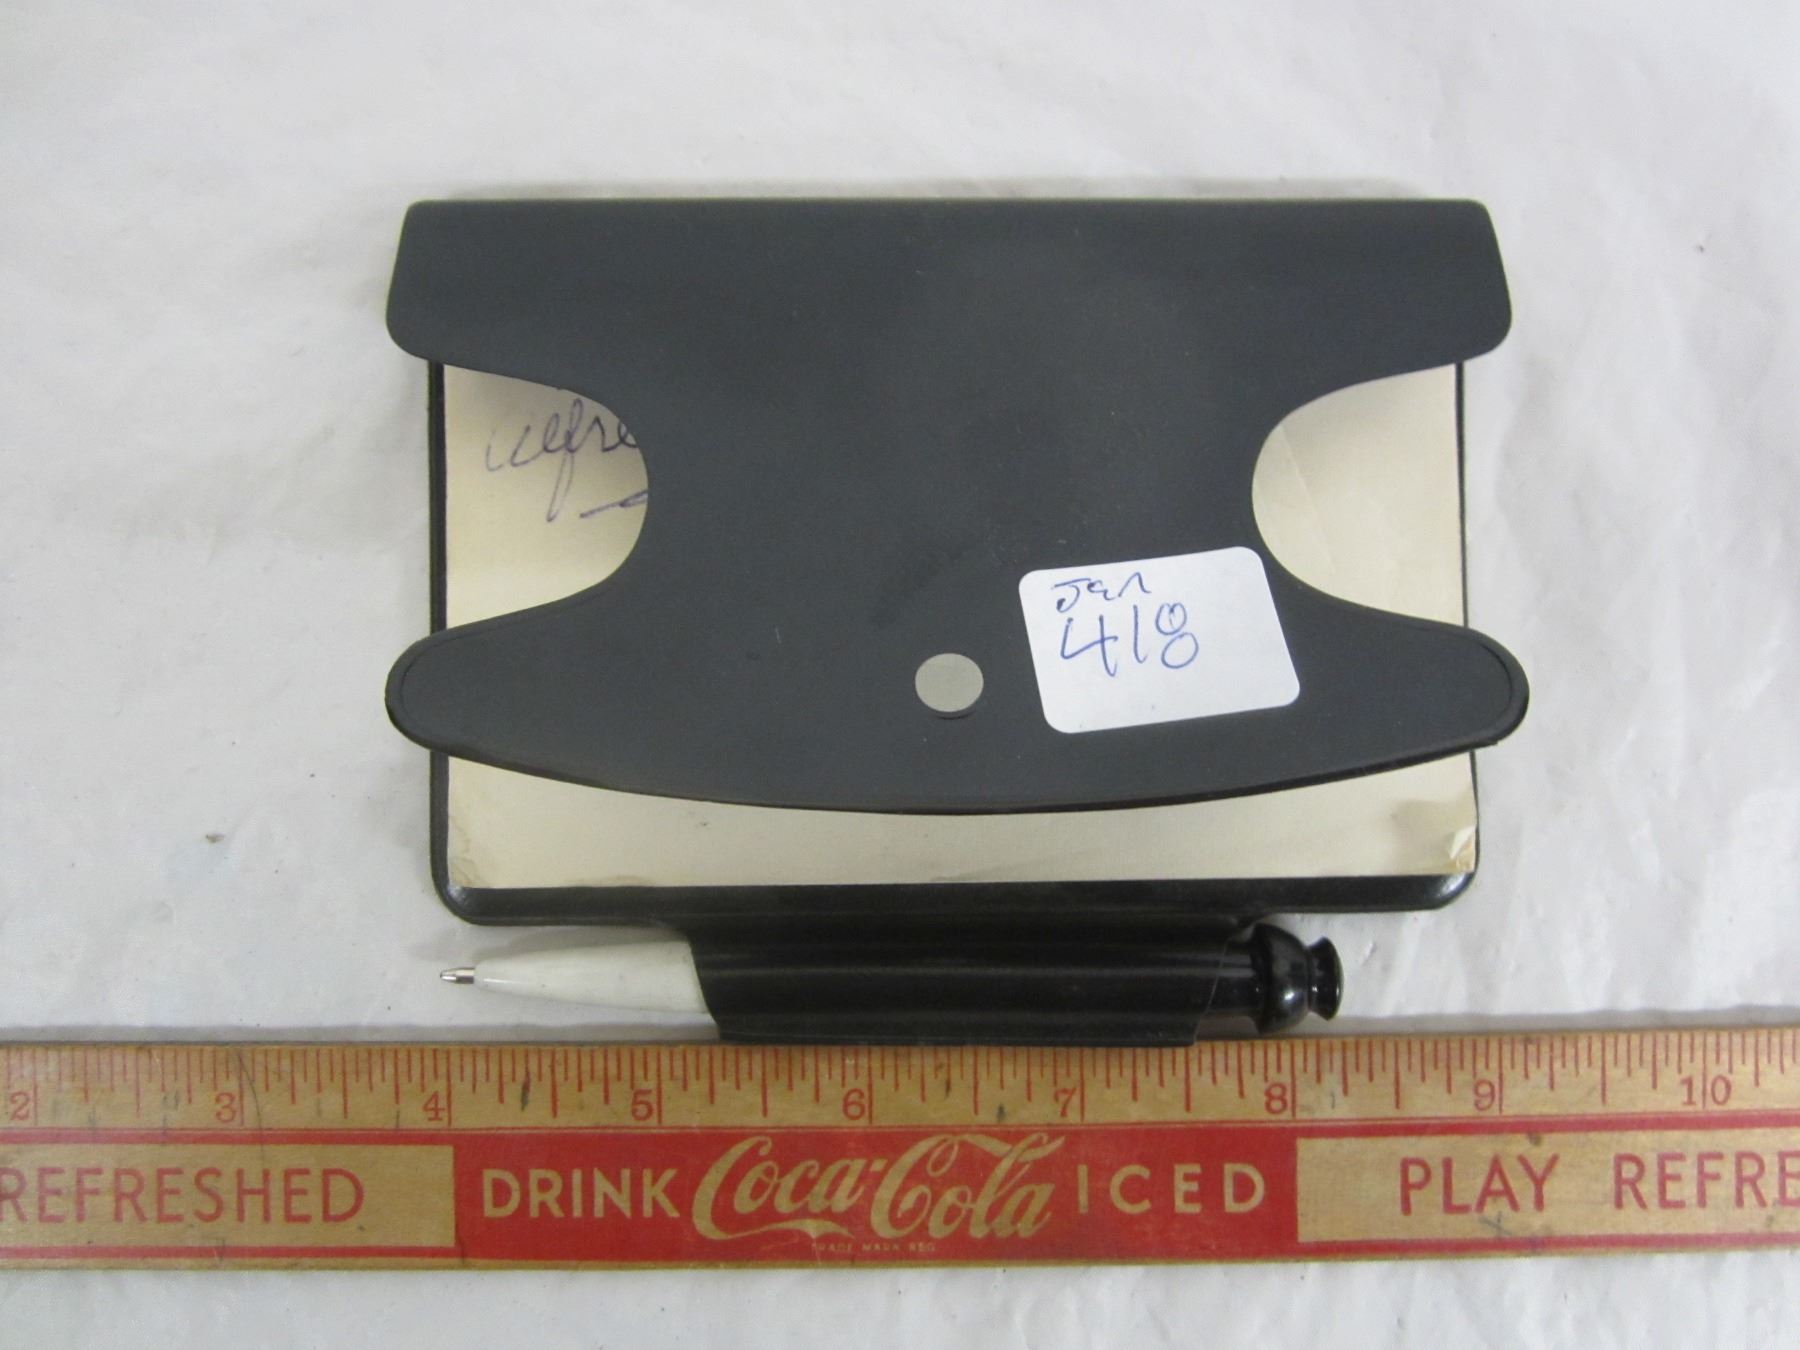 Jan
418
2 3 4 5 6 7 8 9 10
REFRESHED DRINK Coca-Cola ICED PLAY REFRE
TRADE MARK REG